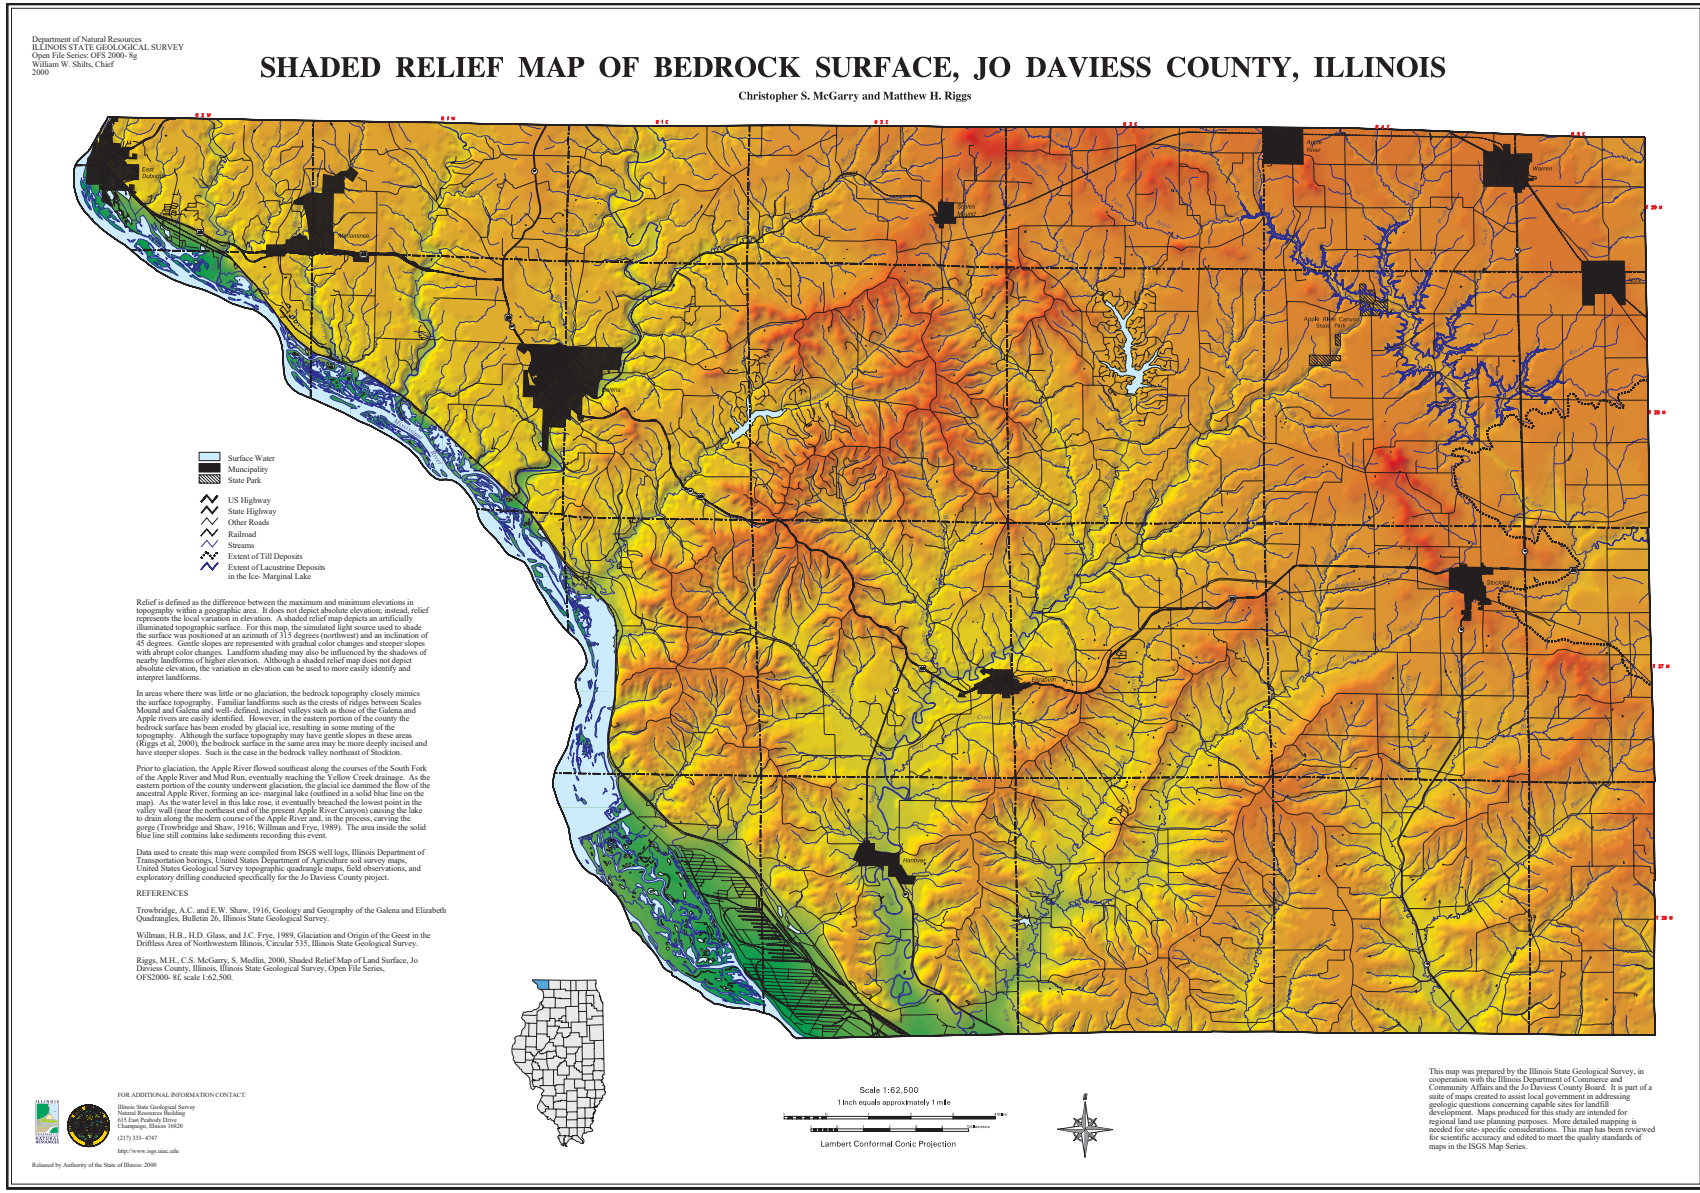 Department of Natural Resources
ILLINOIS STATE GEOLOGICAL SURVEY
Open File Series: OFS 2000- 8g
William W. Shilts, Chief
2000
SHADED RELIEF MAP OF BEDROCK SURFACE, JO DAVIESS COUNTY, ILLINOIS
Christopher S. McGarry and Matthew H. Riggs
East
Dubuque
Menominee
Scales
Mound
Apple
River
Warren
Nora
Apple River Canyon
State Park
Galena
Stockton
Elizabeth
Hanover
Surface Water
Muncipality
State Park
US Highway
State Highway
Other Roads
Railroad
Streams
Extent of Till Deposits
Extent of Lacustrine Deposits
in the Ice- Marginal Lake
Relief is defined as the difference between the maximum and minimum elevations in
topography within a geographic area. It does not depict absolute elevation; instead, relief
represents the local variation in elevation. A shaded relief map depicts an artificially
illuminated topographic surface. For this map, the simulated light source used to shade
the surface was positioned at an azimuth of 315 degrees (northwest) and an inclination of
45 degrees. Gentle slopes are represented with gradual color changes and steeper slopes
with abrupt color changes. Landform shading may also be influenced by the shadows of
nearby landforms of higher elevation. Although a shaded relief map does not depict
absolute elevation, the variation in elevation can be used to more easily identify and
interpret landforms.
In areas where there was little or no glaciation, the bedrock topography closely mimics
the surface topography. Familiar landforms such as the crests of ridges between Scales
Mound and Galena and well- defined, incised valleys such as those of the Galena and
Apple rivers are easily identified. However, in the eastern portion of the county the
bedrock surface has been eroded by glacial ice, resulting in some muting of the
topography. Although the surface topography may have gentle slopes in these areas
(Riggs et al, 2000), the bedrock surface in the same area may be more deeply incised and
have steeper slopes. Such is the case in the bedrock valley northeast of Stockton.
Prior to glaciation, the Apple River flowed southeast along the courses of the South Fork
of the Apple River and Mud Run, eventually reaching the Yellow Creek drainage. As the
eastern portion of the county underwent glaciation, the glacial ice dammed the flow of the
ancestral Apple River, forming an ice- marginal lake (outlined in a solid blue line on the
map). As the water level in this lake rose, it eventually breached the lowest point in the
valley wall (near the northeast end of the present Apple River Canyon) causing the lake
to drain along the modern course of the Apple River and, in the process, carving the
gorge (Trowbridge and Shaw, 1916; Willman and Frye, 1989). The area inside the solid
blue line still contains lake sediments recording this event.
Data used to create this map were compiled from ISGS well logs, Illinois Department of
Transportation borings, United States Department of Agriculture soil survey maps,
United States Geological Survey topographic quadrangle maps, field observations, and
exploratory drilling conducted specifically for the Jo Daviess County project.
REFERENCES
Trowbridge, A.C. and E.W. Shaw, 1916, Geology and Geography of the Galena and Elizabeth
Quadrangles, Bulletin 26, Illinois State Geological Survey.
Willman, H.B., H.D. Glass, and J.C. Frye, 1989, Glaciation and Origin of the Geest in the
Driftless Area of Northwestern Illinois, Circular 535, Illinois State Geological Survey.
Riggs, M.H., C.S. McGarry, S. Medlin, 2000, Shaded Relief Map of Land Surface, Jo
Daviess County, Illinois, Illinois State Geological Survey, Open File Series,
OFS2000- 8f, scale 1:62,500.
ILLINOIS
NATURAL
RESOURCES
FOR ADDITIONAL INFORMATION CONTACT:
Illinois State Geological Survey
Natural Resources Building
615 East Peabody Drive
Champaign, Illinois 16820
(217) 333- 4747
http://www.isgs.uiuc.edu
Released by Authority of the State of Illinois: 2000
Scale 1:62,500
1 inch equals approximately 1 mile
Lambert Conformal Conic Projection
This map was prepared by the Illinois State Geological Survey, in
cooperation with the Illinois Department of Commerce and
Community Affairs and the Jo Daviess County Board. It is part of a
suite of maps created to assist local government in addressing
geologic questions concerning capable sites for landfill
development. Maps produced for this study are intended for
regional land use planning purposes. More detailed mapping is
needed for site- specific considerations. This map has been reviewed
for scientific accuracy and edited to meet the quality standards of
maps in the ISGS Map Series.